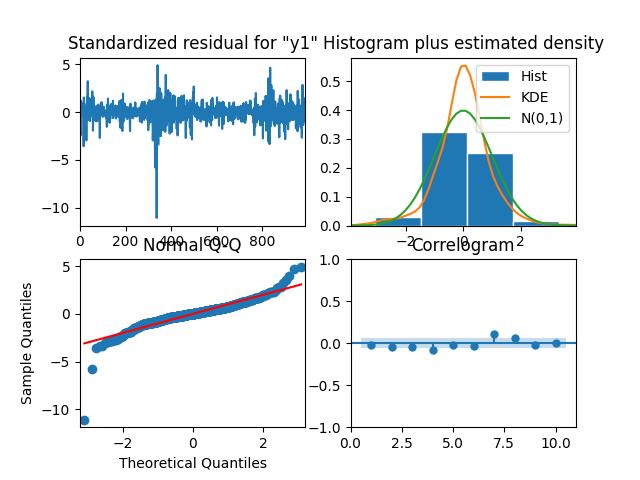 Standardized residual for "y1" Histogram plus estimated density
5
0
−5
−10
0 200 400 600 800
0.5
0.4
0.3
0.2
0.1
0.0
−2 0 2
Hist
KDE
N(0,1)
Normal Q-Q
Correlogram
Sample Quantiles
5
0
−5
−10
−2 0 2
Theoretical Quantiles
1.0
0.5
0.0
−0.5
−1.0
0.0 2.5 5.0 7.5 10.0